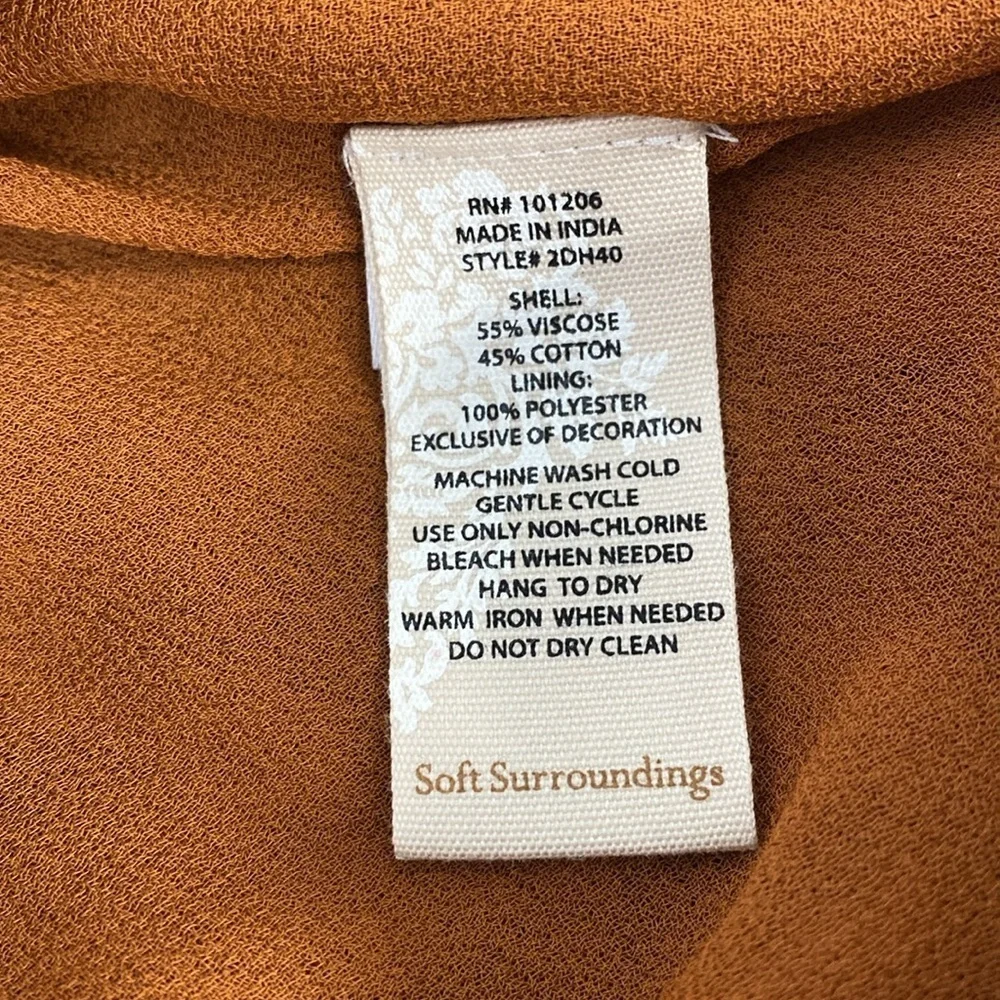 RN# 101206
MADE IN INDIA
STYLE# 2DH40
SHELL:
55% VISCOSE
45% COTTON
LINING:
100% POLYESTER
EXCLUSIVE OF DECORATION
MACHINE WASH COLD
GENTLE CYCLE
USE ONLY NON-CHLORINE
BLEACH WHEN NEEDED
HANG TO DRY
WARM IRON WHEN NEEDED
DO NOT DRY CLEAN
Soft Surroundings